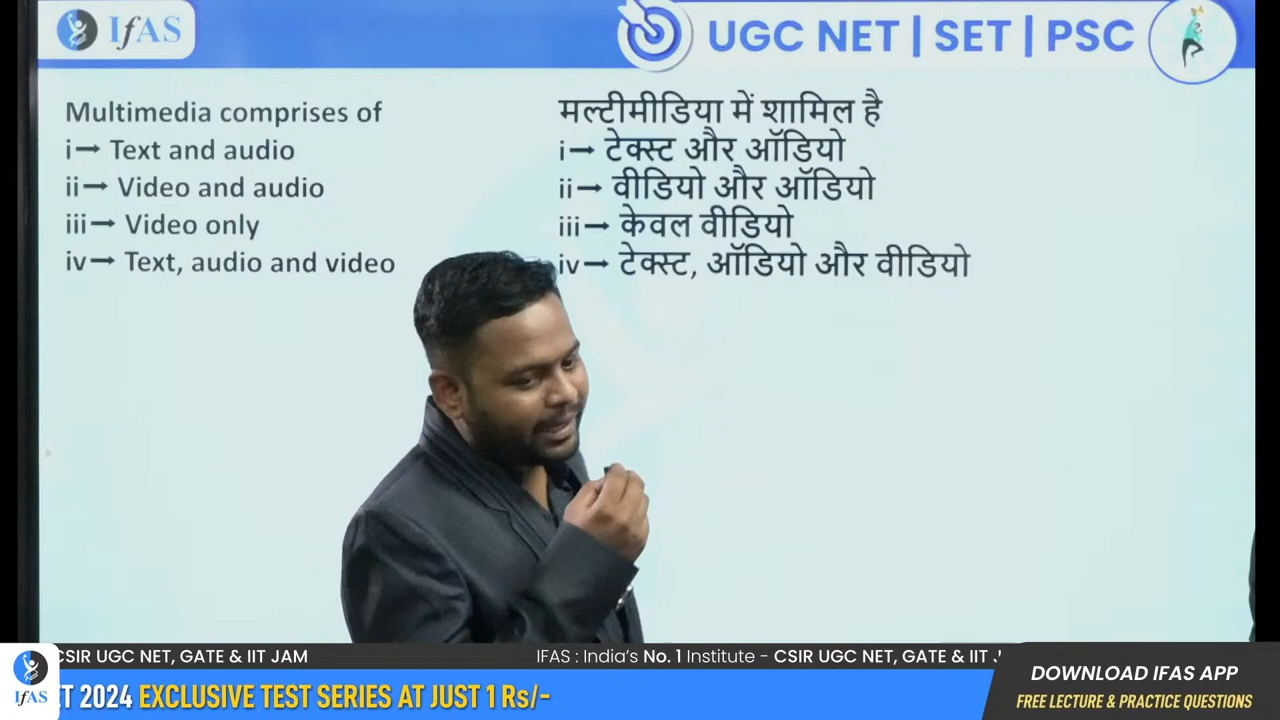 IfAS
UGC NET | SET | PSC
Multimedia comprises of
i→ Text and audio
ii→ Video and audio
iii→ Video only
iv→ Text, audio and video
मल्टीमीडिया में शामिल है
i→ टेक्स्ट और ऑडियो
ii→ वीडियो और ऑडियो
iii→ केवल वीडियो
iv→ टेक्स्ट, ऑडियो और वीडियो
CSIR UGC NET, GATE & IIT JAM
IFAS : India's No. 1 Institute - CSIR UGC NET, GATE & IIT
IfAS
2024 EXCLUSIVE TEST SERIES AT JUST 1 Rs/-
DOWNLOAD IFAS APP
FREE LECTURE & PRACTICE QUESTIONS